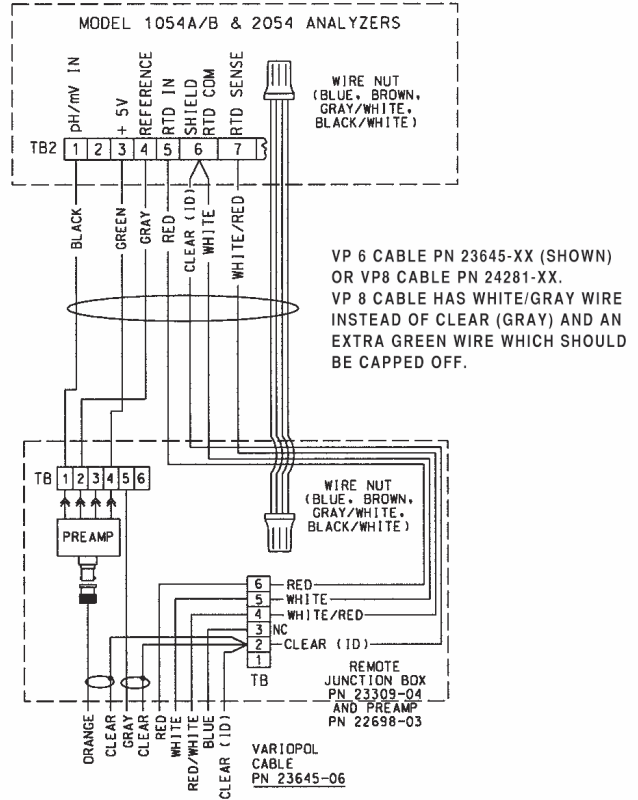 MODEL 1054A/B & 2054 ANALYZERS
pH/mV IN
+ 5V
REFERENCE
RTD IN
SHIELD
RTD COM
RTD SENSE
TB2 1 2 3 4 5 6 7
WIRE NUT
(BLUE, BROWN,
GRAY/WHITE,
BLACK/WHITE)
BLACK
GREEN
GRAY
RED
CLEAR (ID)
WHITE
WHITE/RED
VP 6 CABLE PN 23645-XX (SHOWN)
OR VP8 CABLE PN 24281-XX.
VP 8 CABLE HAS WHITE/GRAY WIRE
INSTEAD OF CLEAR (GRAY) AND AN
EXTRA GREEN WIRE WHICH SHOULD
BE CAPPED OFF.
TB 1 2 3 4 5 6
PREAMP
WIRE NUT
(BLUE, BROWN,
GRAY/WHITE,
BLACK/WHITE)
6 RED
5 WHITE
4 WHITE/RED
3 NC
2 CLEAR (ID)
1
TB
REMOTE
JUNCTION BOX
PN 23309-04
AND PREAMP
PN 22698-03
ORANGE
CLEAR
GRAY
CLEAR
RED
WHITE
RED/WHITE
BLUE
CLEAR (ID)
VARIOPOL
CABLE
PN 23645-06